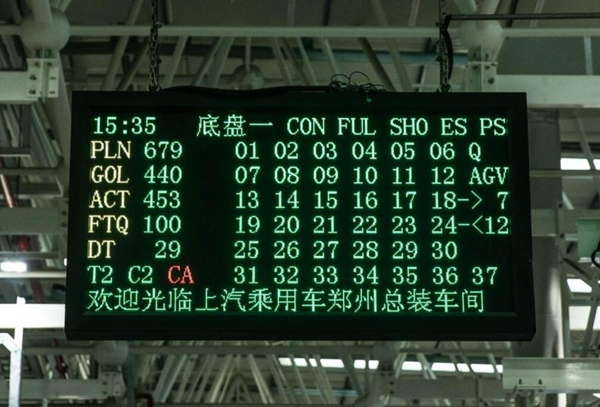 15:35 底盘一 CON FUL SHO ES PS
PLN 679 01 02 03 04 05 06 Q
GOL 440 07 08 09 10 11 12 AGV
ACT 453 13 14 15 16 17 18-> 7
FTQ 100 19 20 21 22 23 24-<12
DT 29 25 26 27 28 29 30
T2 C2 CA 31 32 33 34 35 36 37
欢迎光临上汽乘用车郑州总装车间